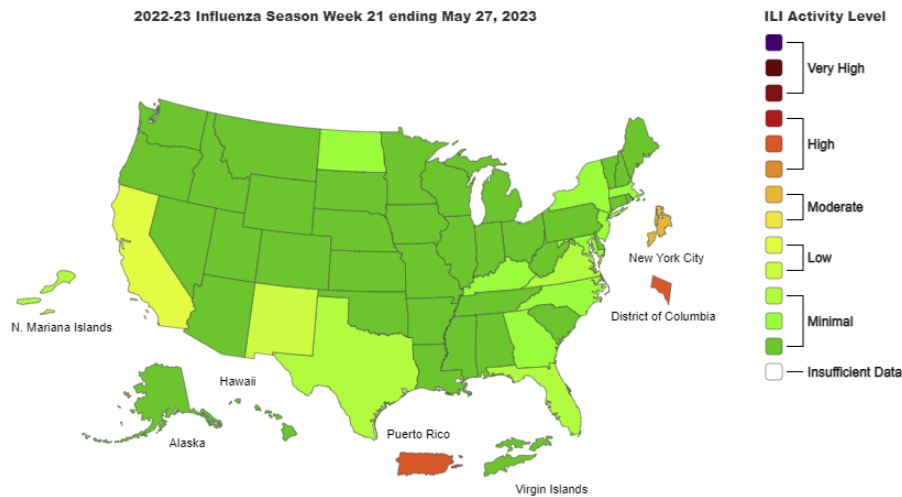 2022-23 Influenza Season Week 21 ending May 27, 2023
ILI Activity Level
Very High
High
Moderate
Low
Minimal
Insufficient Data
New York City
District of Columbia
N. Mariana Islands
Hawaii
Alaska
Puerto Rico
Virgin Islands